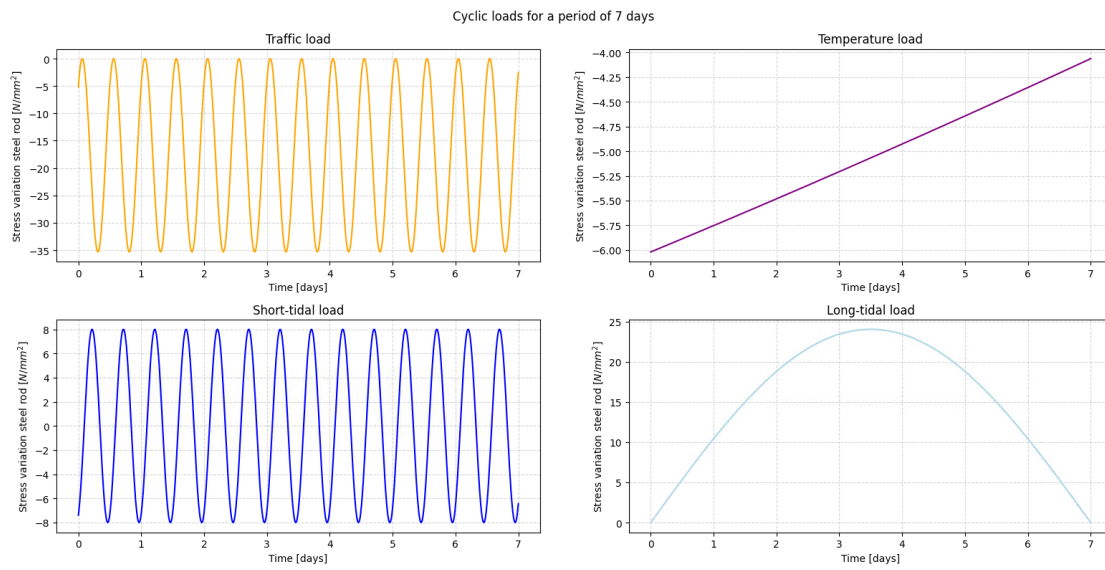 Cyclic loads for a period of 7 days
Traffic load
Stress variation steel rod [N/mm²]
0
−5
−10
−15
−20
−25
−30
−35
0 1 2 3 4 5 6 7
Time [days]
Temperature load
Stress variation steel rod [N/mm²]
−4.00
−4.25
−4.50
−4.75
−5.00
−5.25
−5.50
−5.75
−6.00
0 1 2 3 4 5 6 7
Time [days]
Short-tidal load
Stress variation steel rod [N/mm²]
8
6
4
2
0
−2
−4
−6
−8
0 1 2 3 4 5 6 7
Time [days]
Long-tidal load
Stress variation steel rod [N/mm²]
25
20
15
10
5
0
0 1 2 3 4 5 6 7
Time [days]